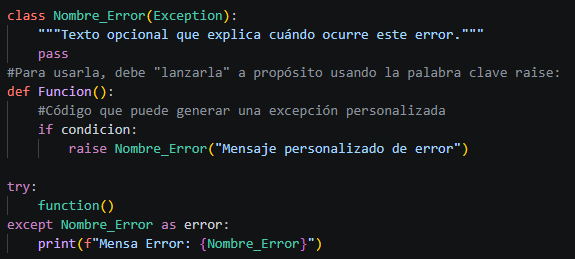 class Nombre_Error(Exception):
    """Texto opcional que explica cuándo ocurre este error."""
    pass
#Para usarla, debe "lanzarla" a propósito usando la palabra clave raise:
def Funcion():
    #Código que puede generar una excepción personalizada
    if condicion:
        raise Nombre_Error("Mensaje personalizado de error")

try:
    function()
except Nombre_Error as error:
    print(f"Mensa Error: {Nombre_Error}")